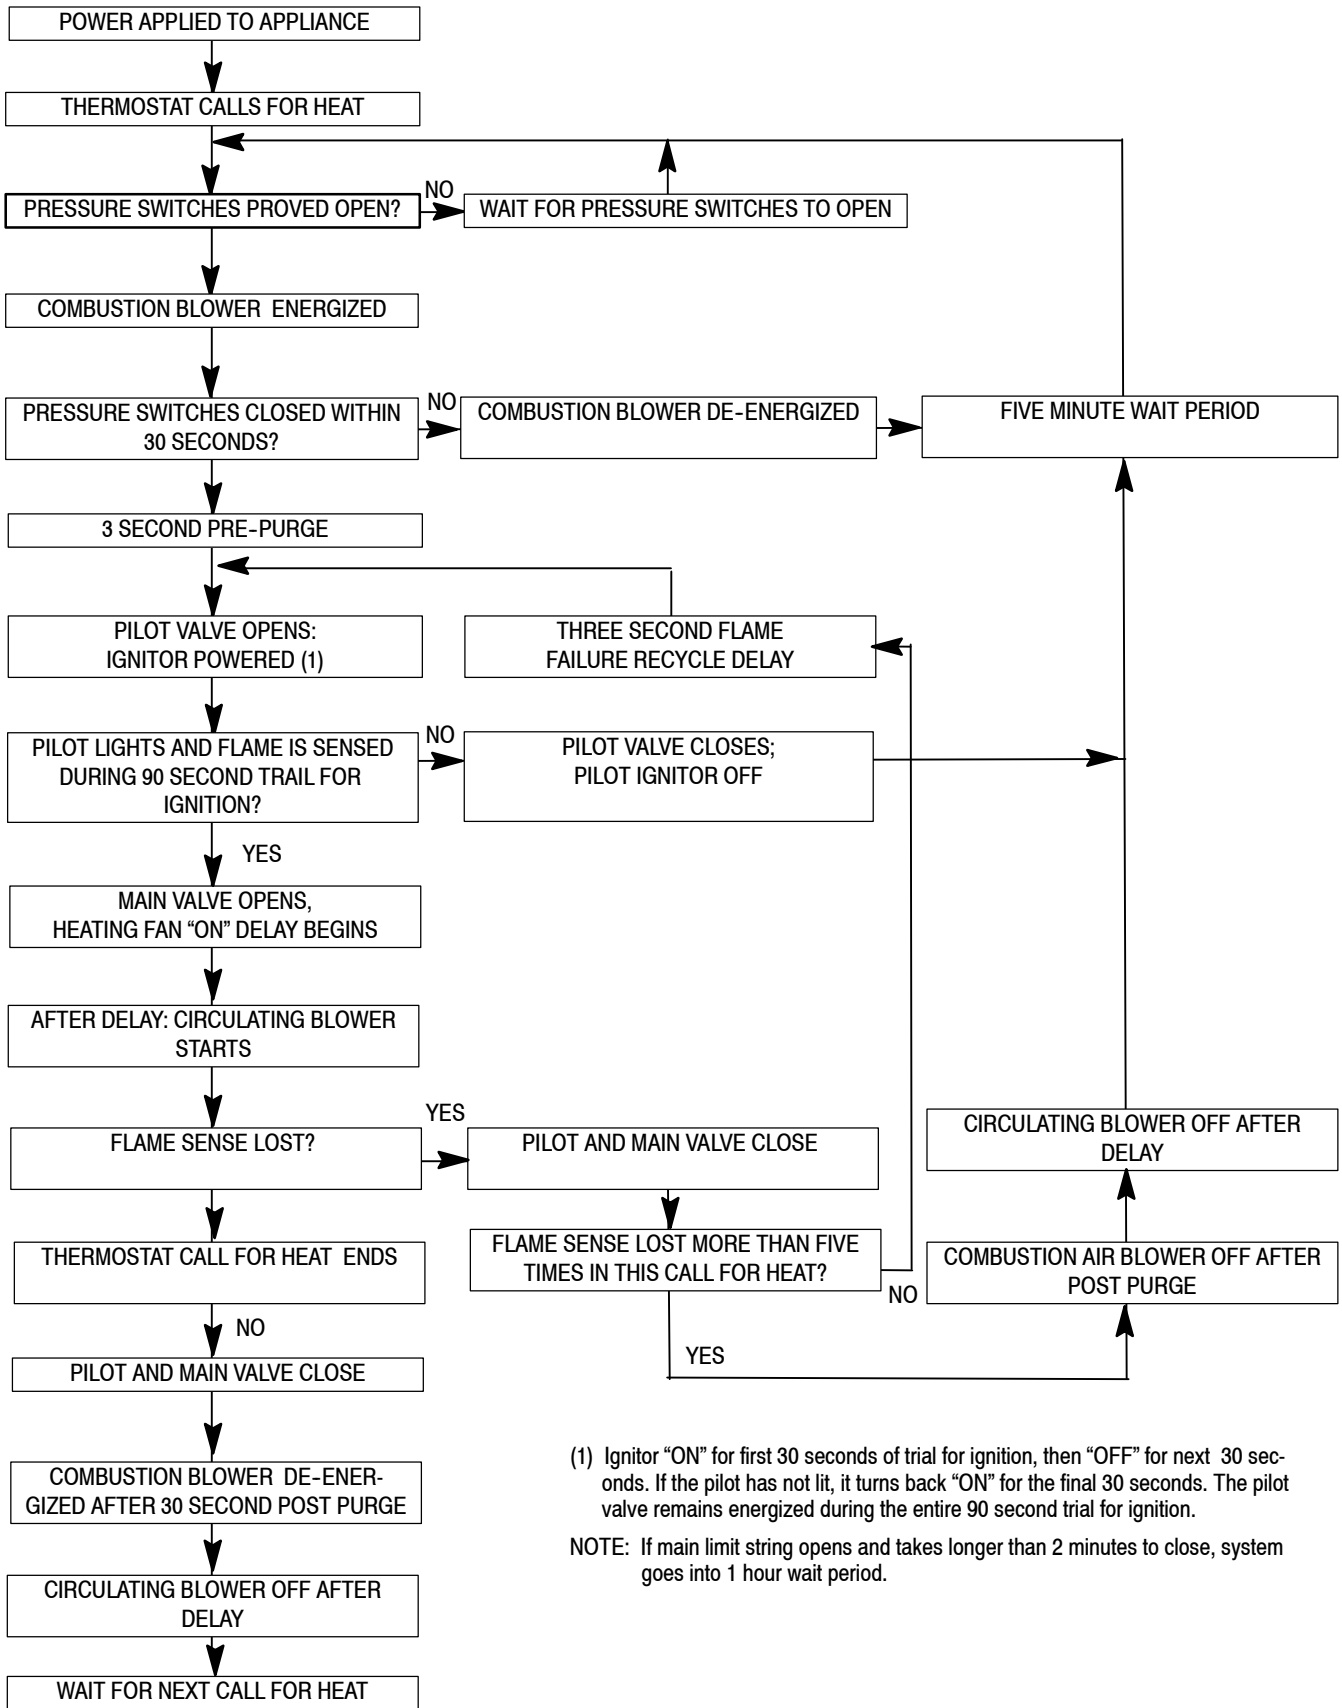 POWER APPLIED TO APPLIANCE
THERMOSTAT CALLS FOR HEAT
PRESSURE SWITCHES PROVED OPEN?
NO
WAIT FOR PRESSURE SWITCHES TO OPEN
COMBUSTION BLOWER ENERGIZED
PRESSURE SWITCHES CLOSED WITHIN
30 SECONDS?
NO
COMBUSTION BLOWER DE-ENERGIZED
FIVE MINUTE WAIT PERIOD
3 SECOND PRE-PURGE
PILOT VALVE OPENS:
IGNITOR POWERED (1)
THREE SECOND FLAME
FAILURE RECYCLE DELAY
PILOT LIGHTS AND FLAME IS SENSED
DURING 90 SECOND TRAIL FOR
IGNITION?
NO
PILOT VALVE CLOSES;
PILOT IGNITOR OFF
YES
MAIN VALVE OPENS,
HEATING FAN “ON” DELAY BEGINS
AFTER DELAY: CIRCULATING BLOWER
STARTS
FLAME SENSE LOST?
YES
PILOT AND MAIN VALVE CLOSE
CIRCULATING BLOWER OFF AFTER
DELAY
THERMOSTAT CALL FOR HEAT ENDS
FLAME SENSE LOST MORE THAN FIVE
TIMES IN THIS CALL FOR HEAT?
NO
COMBUSTION AIR BLOWER OFF AFTER
POST PURGE
NO
YES
PILOT AND MAIN VALVE CLOSE
COMBUSTION BLOWER DE-ENER-
GIZED AFTER 30 SECOND POST PURGE
CIRCULATING BLOWER OFF AFTER
DELAY
WAIT FOR NEXT CALL FOR HEAT
(1) Ignitor “ON” for first 30 seconds of trial for ignition, then “OFF” for next 30 sec-
onds. If the pilot has not lit, it turns back “ON” for the final 30 seconds. The pilot
valve remains energized during the entire 90 second trial for ignition.
NOTE: If main limit string opens and takes longer than 2 minutes to close, system
goes into 1 hour wait period.